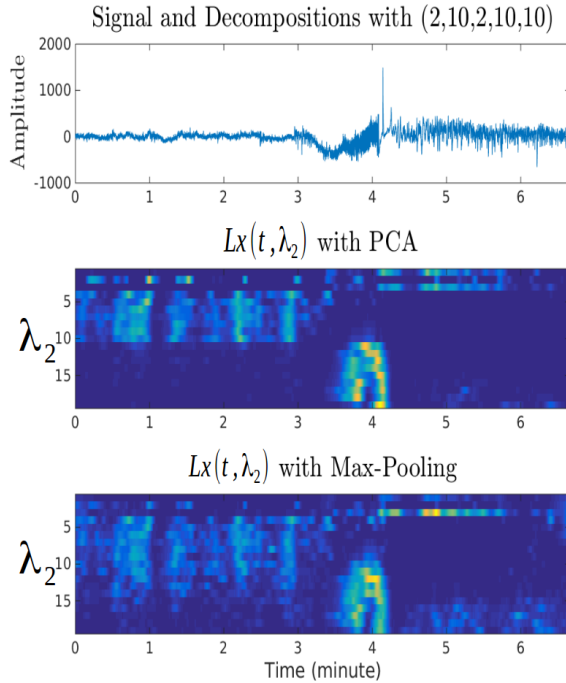 Signal and Decompositions with (2,10,2,10,10)
Amplitude
2000
1000
0
-1000
0 1 2 3 4 5 6
Lx(t,λ₂) with PCA
λ₂
5
10
15
0 1 2 3 4 5 6
Lx(t,λ₂) with Max-Pooling
λ₂
5
10
15
0 1 2 3 4 5 6
Time (minute)